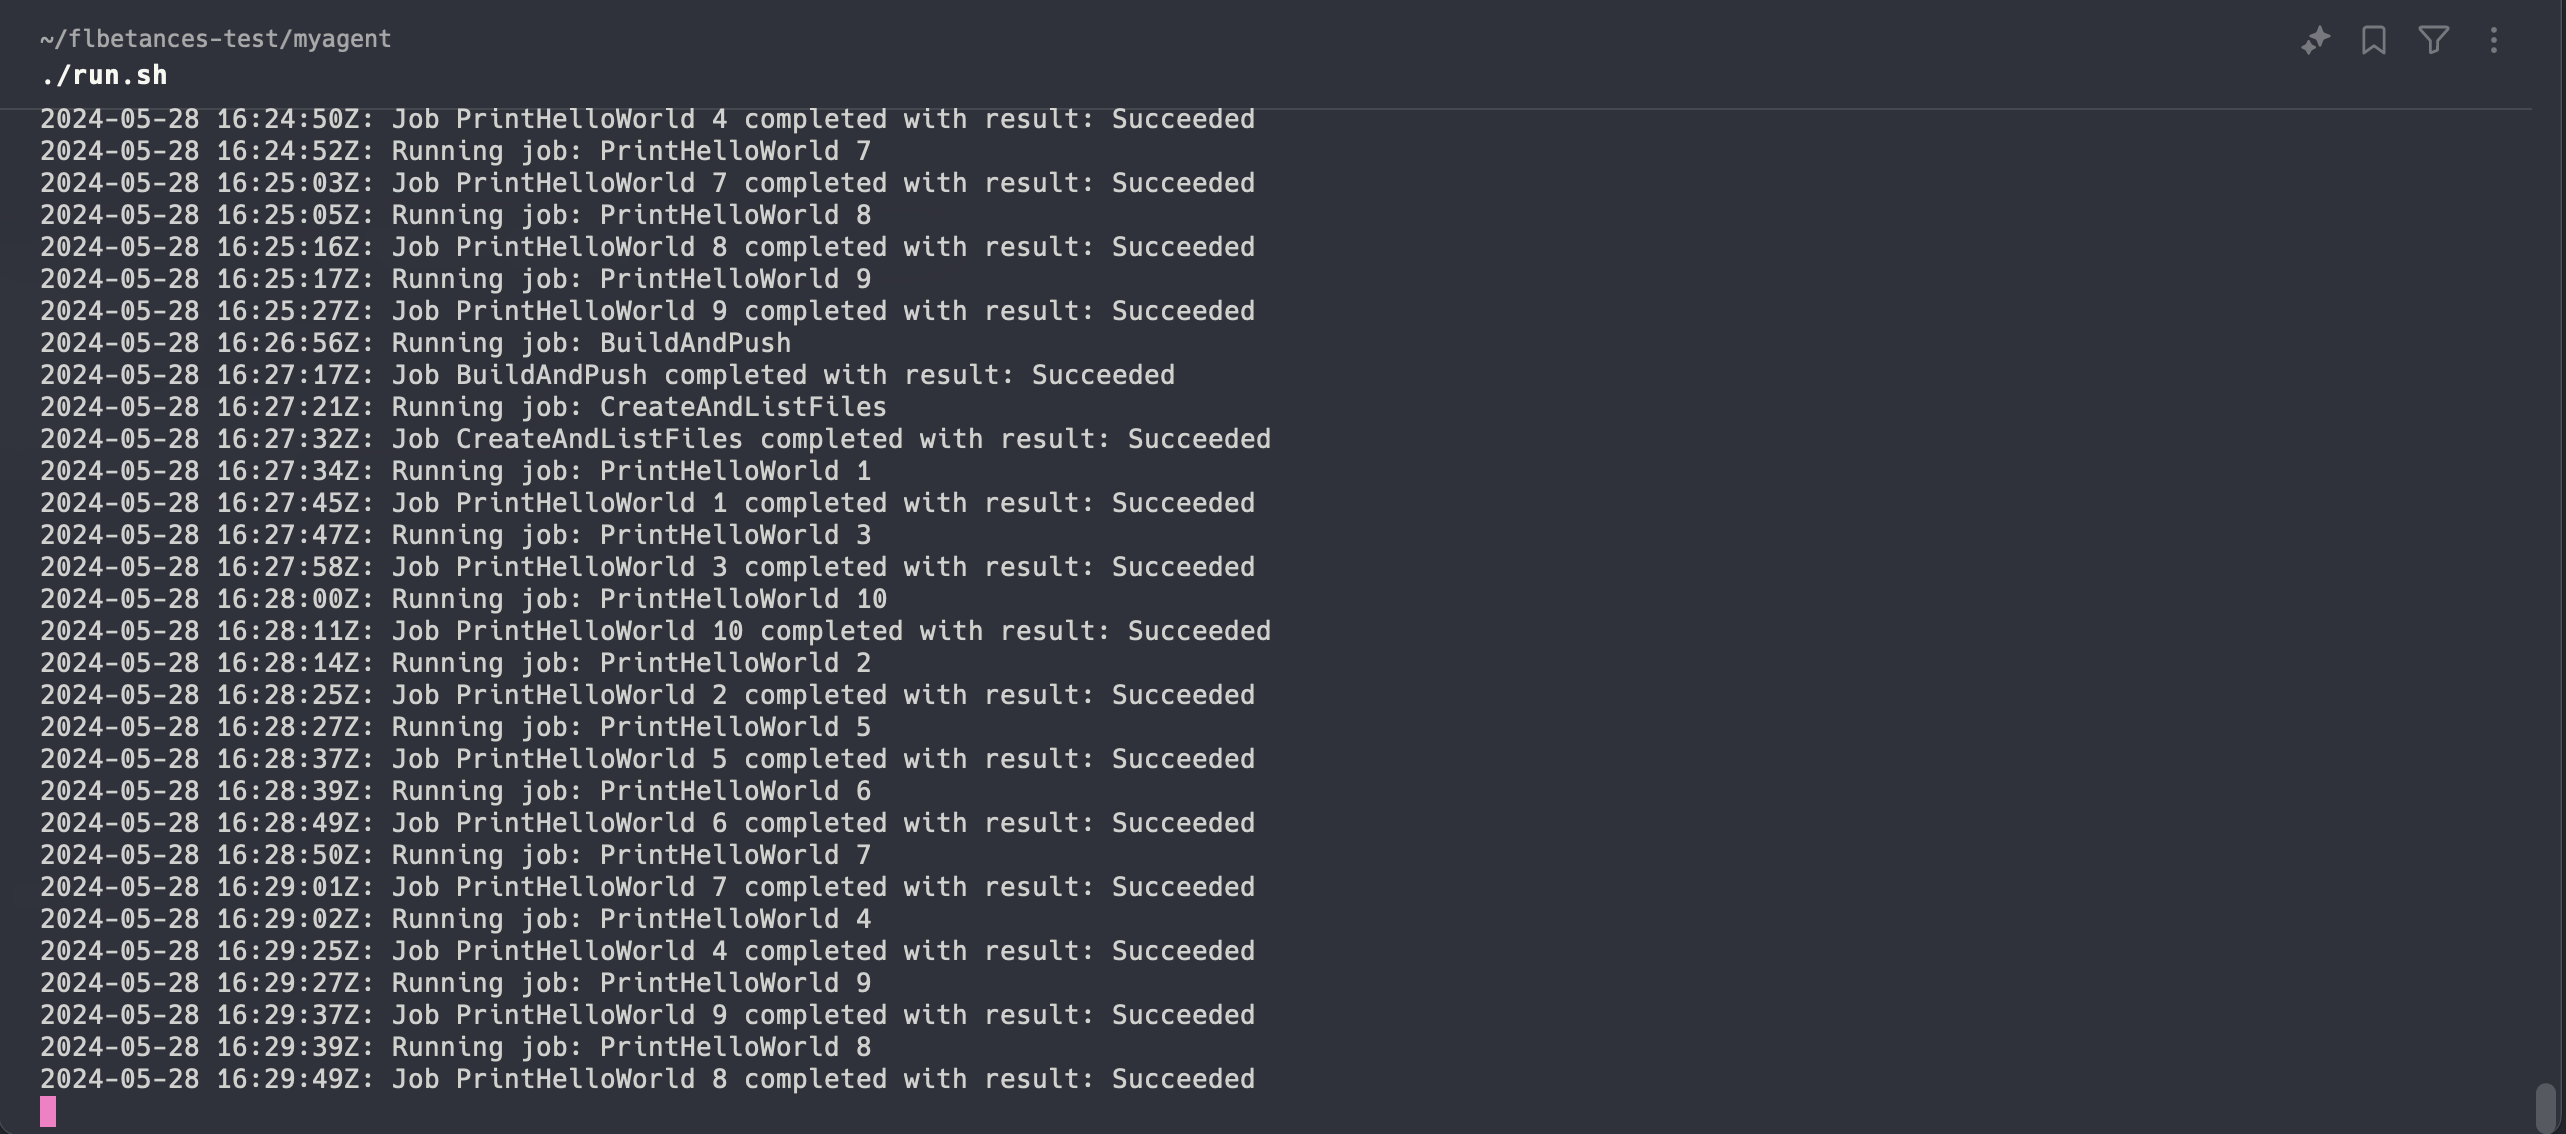 ~/flbetances-test/myagent
./run.sh
2024-05-28 16:24:50Z: Job PrintHelloWorld 4 completed with result: Succeeded
2024-05-28 16:24:52Z: Running job: PrintHelloWorld 7
2024-05-28 16:25:03Z: Job PrintHelloWorld 7 completed with result: Succeeded
2024-05-28 16:25:05Z: Running job: PrintHelloWorld 8
2024-05-28 16:25:16Z: Job PrintHelloWorld 8 completed with result: Succeeded
2024-05-28 16:25:17Z: Running job: PrintHelloWorld 9
2024-05-28 16:25:27Z: Job PrintHelloWorld 9 completed with result: Succeeded
2024-05-28 16:26:56Z: Running job: BuildAndPush
2024-05-28 16:27:17Z: Job BuildAndPush completed with result: Succeeded
2024-05-28 16:27:21Z: Running job: CreateAndListFiles
2024-05-28 16:27:32Z: Job CreateAndListFiles completed with result: Succeeded
2024-05-28 16:27:34Z: Running job: PrintHelloWorld 1
2024-05-28 16:27:45Z: Job PrintHelloWorld 1 completed with result: Succeeded
2024-05-28 16:27:47Z: Running job: PrintHelloWorld 3
2024-05-28 16:27:58Z: Job PrintHelloWorld 3 completed with result: Succeeded
2024-05-28 16:28:00Z: Running job: PrintHelloWorld 10
2024-05-28 16:28:11Z: Job PrintHelloWorld 10 completed with result: Succeeded
2024-05-28 16:28:14Z: Running job: PrintHelloWorld 2
2024-05-28 16:28:25Z: Job PrintHelloWorld 2 completed with result: Succeeded
2024-05-28 16:28:27Z: Running job: PrintHelloWorld 5
2024-05-28 16:28:37Z: Job PrintHelloWorld 5 completed with result: Succeeded
2024-05-28 16:28:39Z: Running job: PrintHelloWorld 6
2024-05-28 16:28:49Z: Job PrintHelloWorld 6 completed with result: Succeeded
2024-05-28 16:28:50Z: Running job: PrintHelloWorld 7
2024-05-28 16:29:01Z: Job PrintHelloWorld 7 completed with result: Succeeded
2024-05-28 16:29:02Z: Running job: PrintHelloWorld 4
2024-05-28 16:29:25Z: Job PrintHelloWorld 4 completed with result: Succeeded
2024-05-28 16:29:27Z: Running job: PrintHelloWorld 9
2024-05-28 16:29:37Z: Job PrintHelloWorld 9 completed with result: Succeeded
2024-05-28 16:29:39Z: Running job: PrintHelloWorld 8
2024-05-28 16:29:49Z: Job PrintHelloWorld 8 completed with result: Succeeded